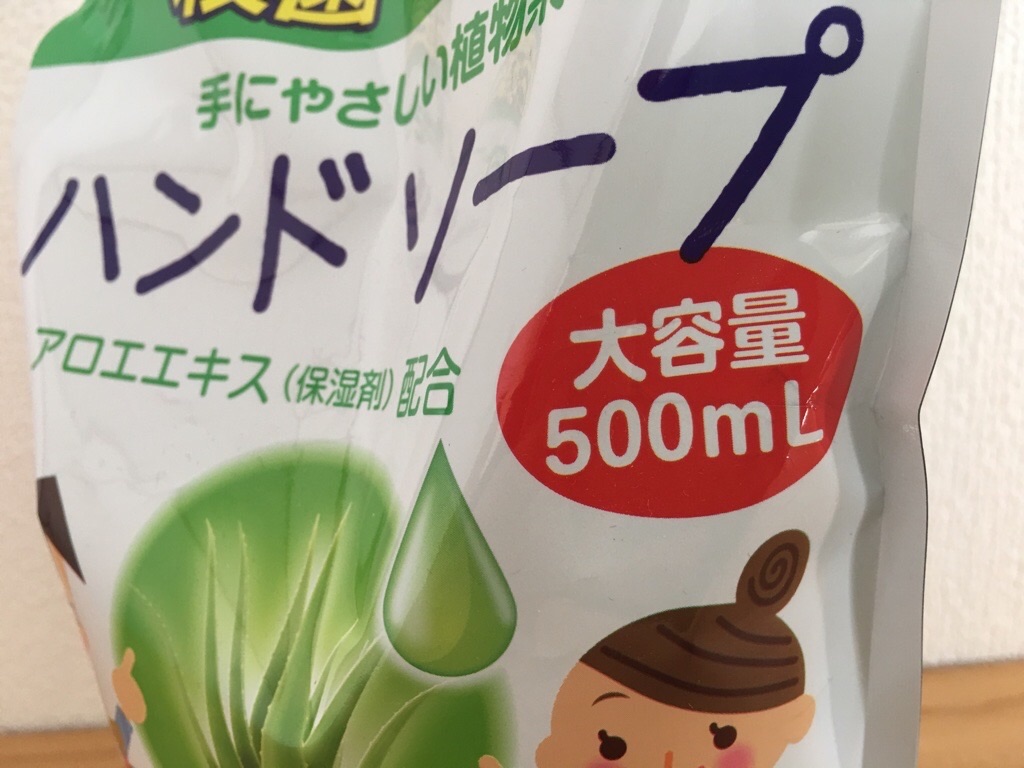 手にやさしい植物系
ハンドソープ
アロエエキス（保湿剤）配合
大容量
500mL